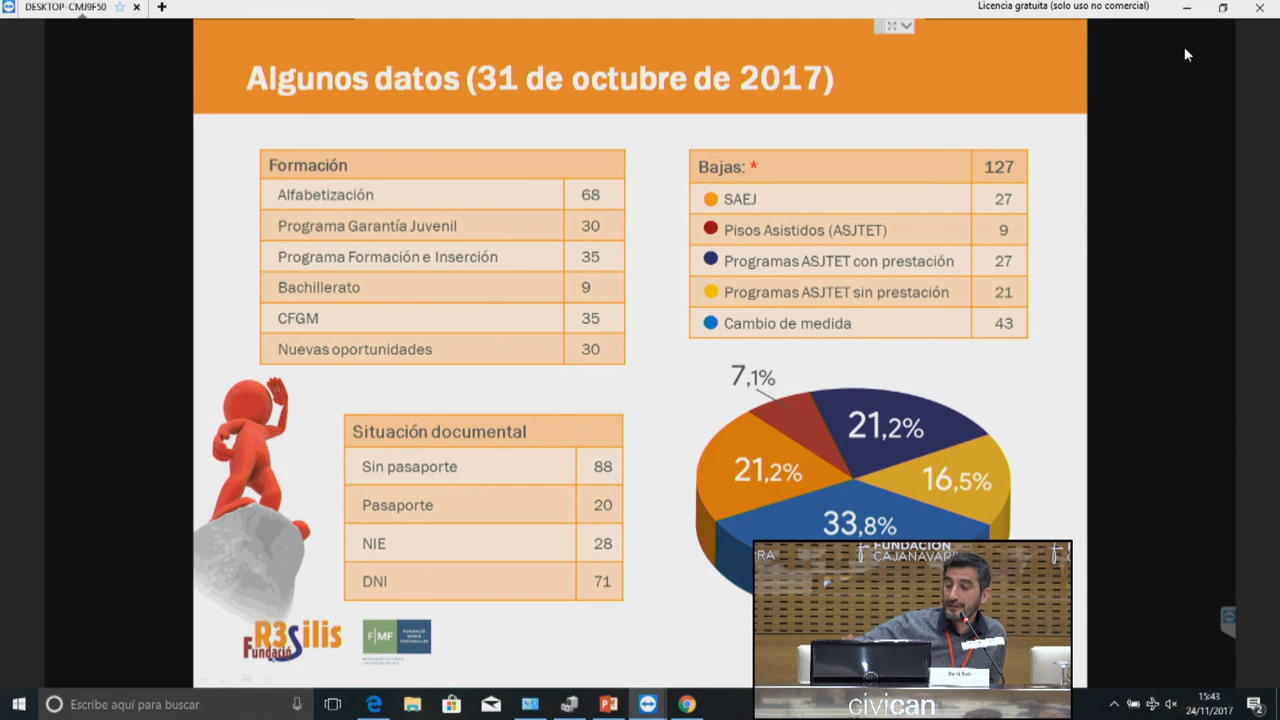 DESKTOP-CMJ9F50
Licencia gratuita (solo uso no comercial)
Algunos datos (31 de octubre de 2017)
Formación
Alfabetización 68
Programa Garantía Juvenil 30
Programa Formación e Inserción 35
Bachillerato 9
CFGM 35
Nuevas oportunidades 30
Bajas: * 127
SAEJ 27
Pisos Asistidos (ASJTET) 9
Programas ASJTET con prestación 27
Programas ASJTET sin prestación 21
Cambio de medida 43
7,1%
21,2%
21,2%
16,5%
33,8%
Situación documental
Sin pasaporte 88
Pasaporte 20
NIE 28
DNI 71
R3Silis
Fundació
FMF
FUNDACIÓN
CAJANAVARR
RA
civican
Escribe aquí para buscar
15:43
24/11/2017
2